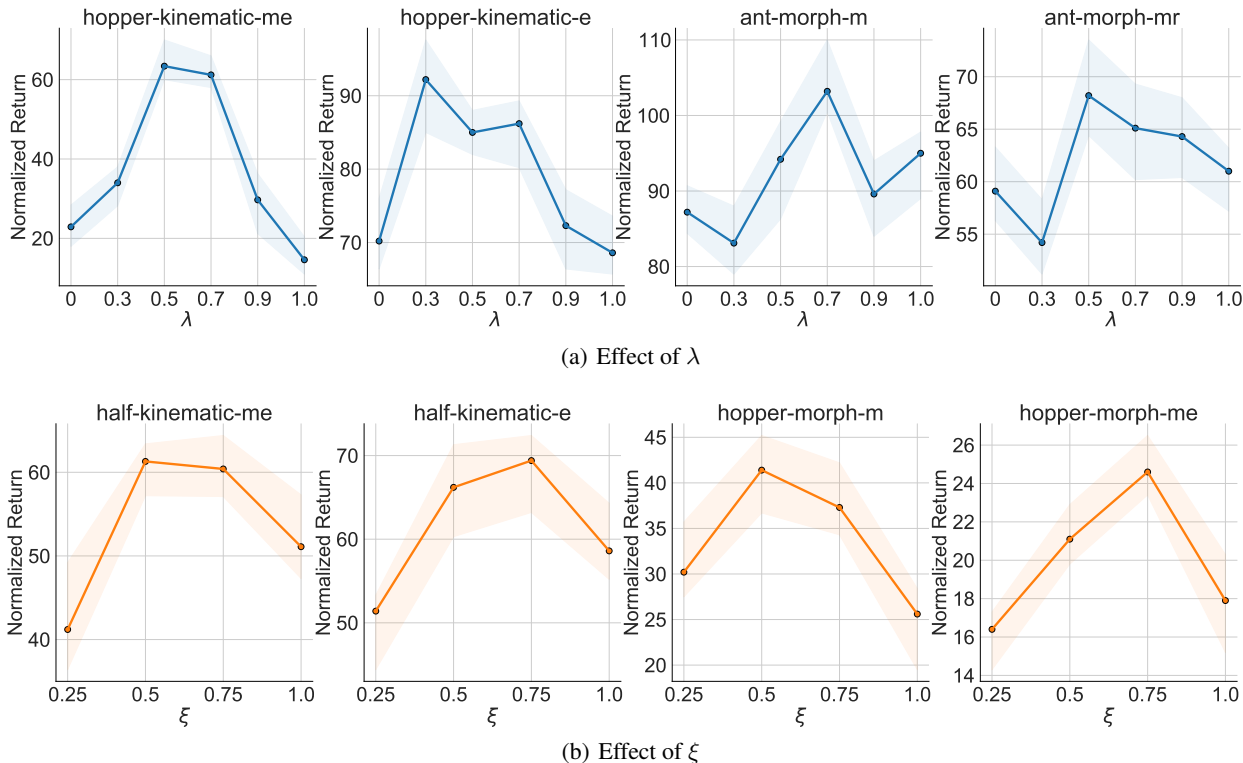 hopper-kinematic-me hopper-kinematic-e ant-morph-m ant-morph-mr
Normalized Return
60
40
20
0 0.3 0.5 0.7 0.9 1.0
λ
Normalized Return
90
80
70
0 0.3 0.5 0.7 0.9 1.0
λ
Normalized Return
110
100
90
80
0 0.3 0.5 0.7 0.9 1.0
λ
Normalized Return
70
65
60
55
0 0.3 0.5 0.7 0.9 1.0
λ
(a) Effect of λ
half-kinematic-me half-kinematic-e hopper-morph-m hopper-morph-me
Normalized Return
60
50
40
0.25 0.5 0.75 1.0
ξ
Normalized Return
70
60
50
0.25 0.5 0.75 1.0
ξ
Normalized Return
45
40
35
30
25
20
0.25 0.5 0.75 1.0
ξ
Normalized Return
26
24
22
20
18
16
14
0.25 0.5 0.75 1.0
ξ
(b) Effect of ξ